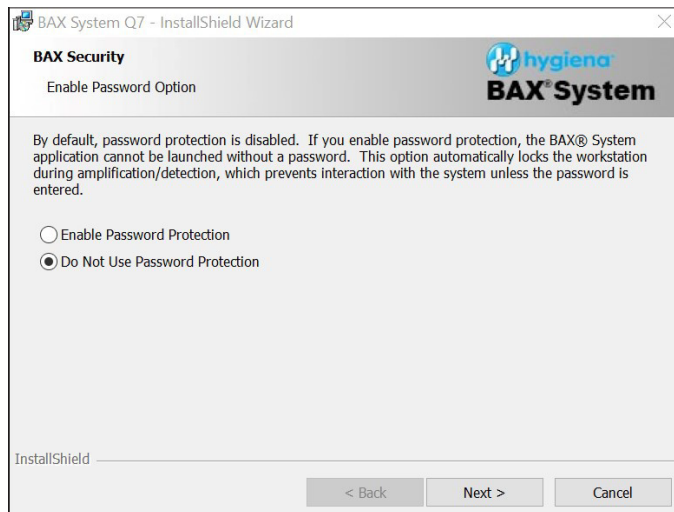 BAX System Q7 - InstallShield Wizard
BAX Security
Enable Password Option
hygiena
BAX® System
By default, password protection is disabled. If you enable password protection, the BAX® System
application cannot be launched without a password. This option automatically locks the workstation
during amplification/detection, which prevents interaction with the system unless the password is
entered.
Enable Password Protection
Do Not Use Password Protection
InstallShield
< Back
Next >
Cancel